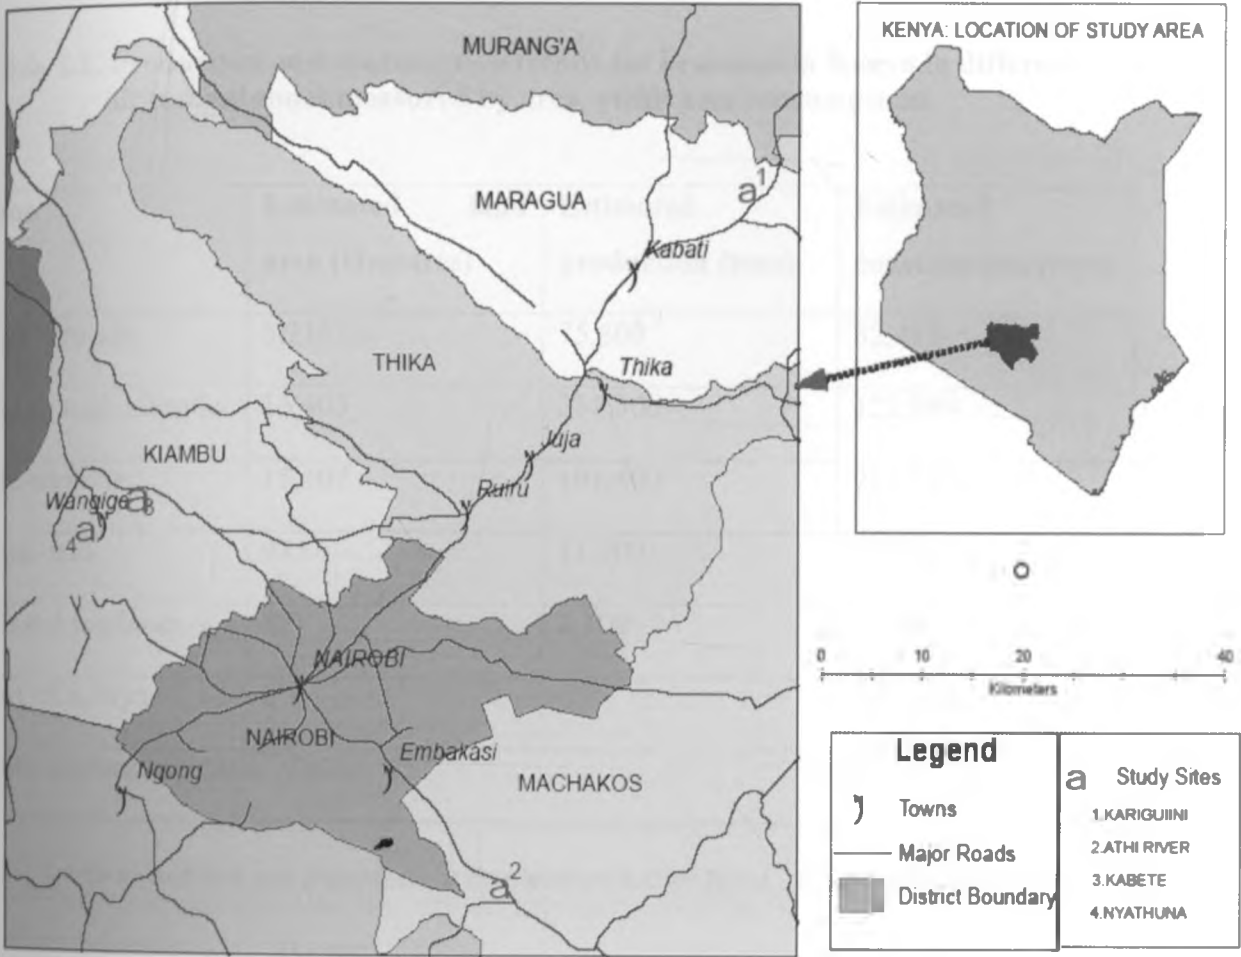 MURANG'A
MARAGUA
a1
Kabati
THIKA
Thika
Juja
KIAMBU
Ruiru
Wangige
a3
4a
NAIROBI
NAIROBI
Embakasi
Ngong
MACHAKOS
a2
KENYA: LOCATION OF STUDY AREA
0 10 20 40
Kilometers
Legend
Towns
Major Roads
District Boundary
a Study Sites
1.KARIGUIINI
2.ATHI RIVER
3.KABETE
4.NYATHUNA